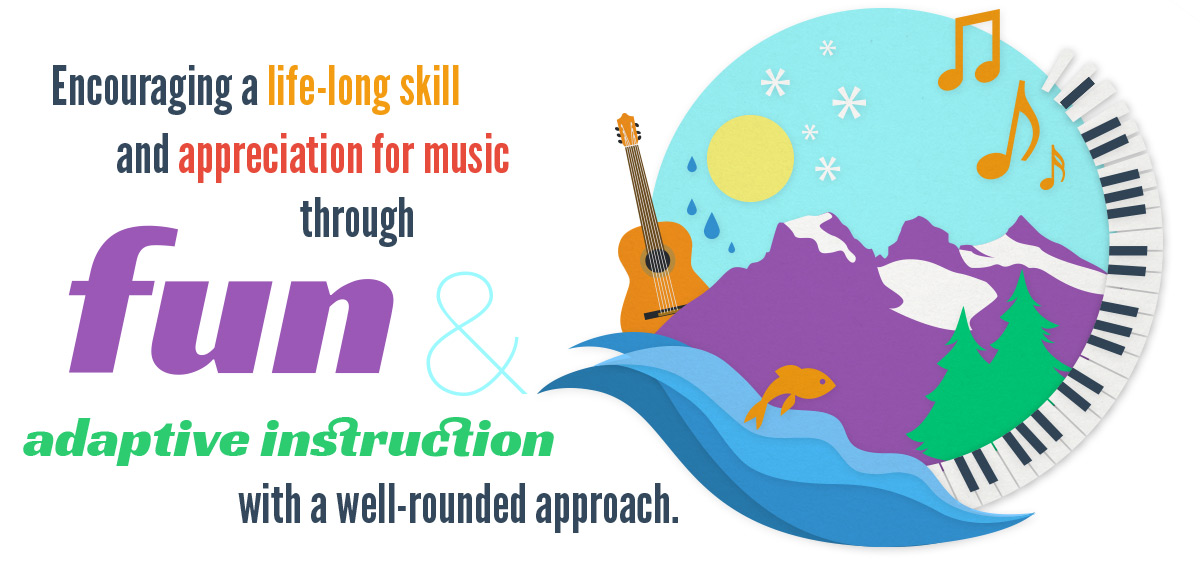 Encouraging a life-long skill
and appreciation for music
through
fun &
adaptive instruction
with a well-rounded approach.